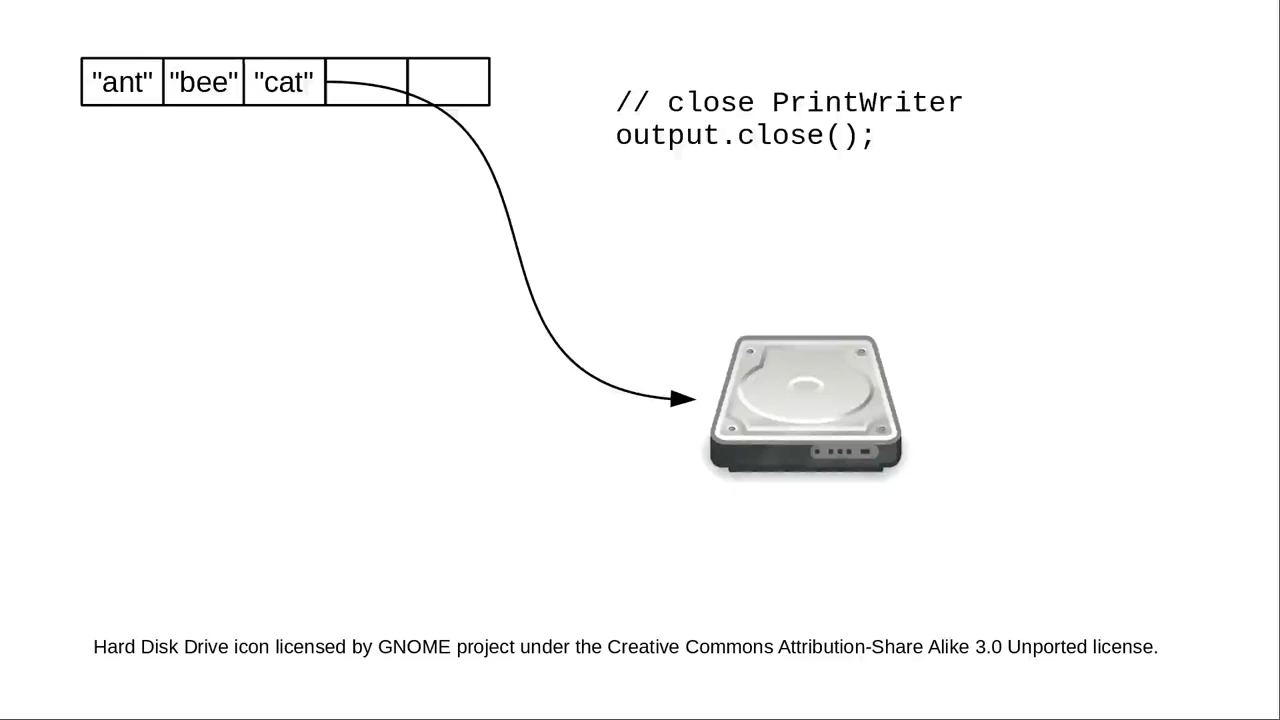 "ant" "bee" "cat"
// close PrintWriter
output.close();
Hard Disk Drive icon licensed by GNOME project under the Creative Commons Attribution-Share Alike 3.0 Unported license.